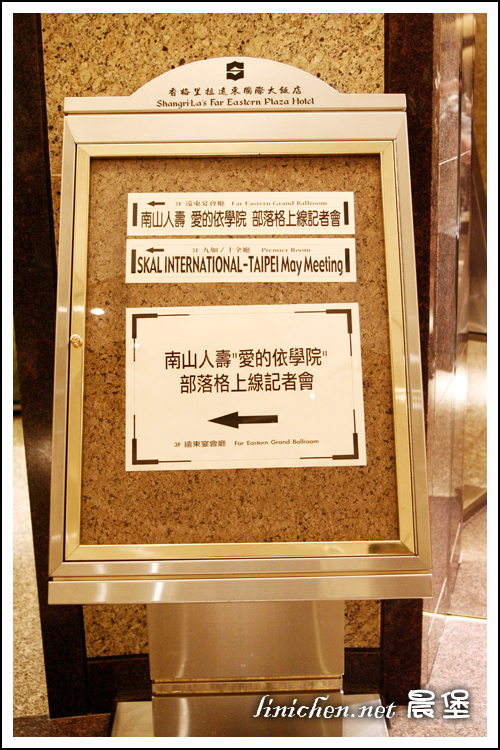 香格里拉遠東國際大飯店
Shangri-La's Far Eastern Plaza Hotel
3F 遠東宴會廳 Far Eastern Grand Ballroom
南山人壽 愛的依學院 部落格上線記者會
3F 九如/十全廳 Premier Room
SKAL INTERNATIONAL-TAIPEI May Meeting
南山人壽"愛的依學院"
部落格上線記者會
3F 遠東宴會廳 Far Eastern Grand Ballroom
finichen.net 晨堡